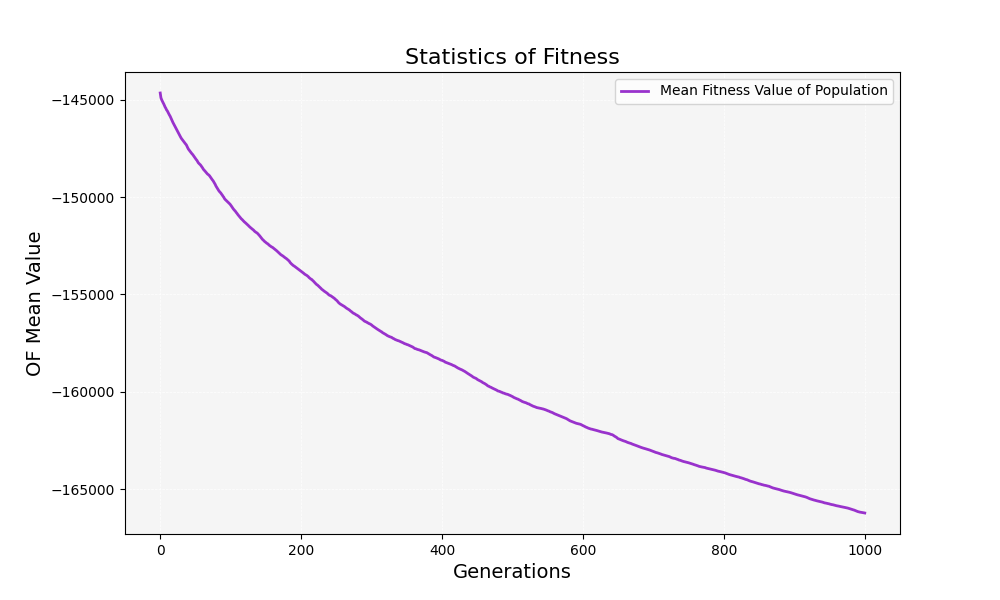 Statistics of Fitness
Mean Fitness Value of Population
OF Mean Value
−145000
−150000
−155000
−160000
−165000
0 200 400 600 800 1000
Generations